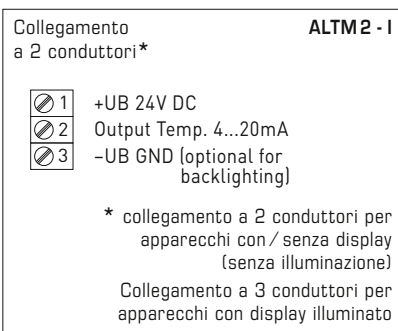 Collegamento ALTM 2 - I
a 2 conduttori*
1 +UB 24V DC
2 Output Temp. 4...20mA
3 –UB GND (optional for
backlighting)
* collegamento a 2 conduttori per
apparecchi con / senza display
(senza illuminazione)
Collegamento a 3 conduttori per
apparecchi con display illuminato